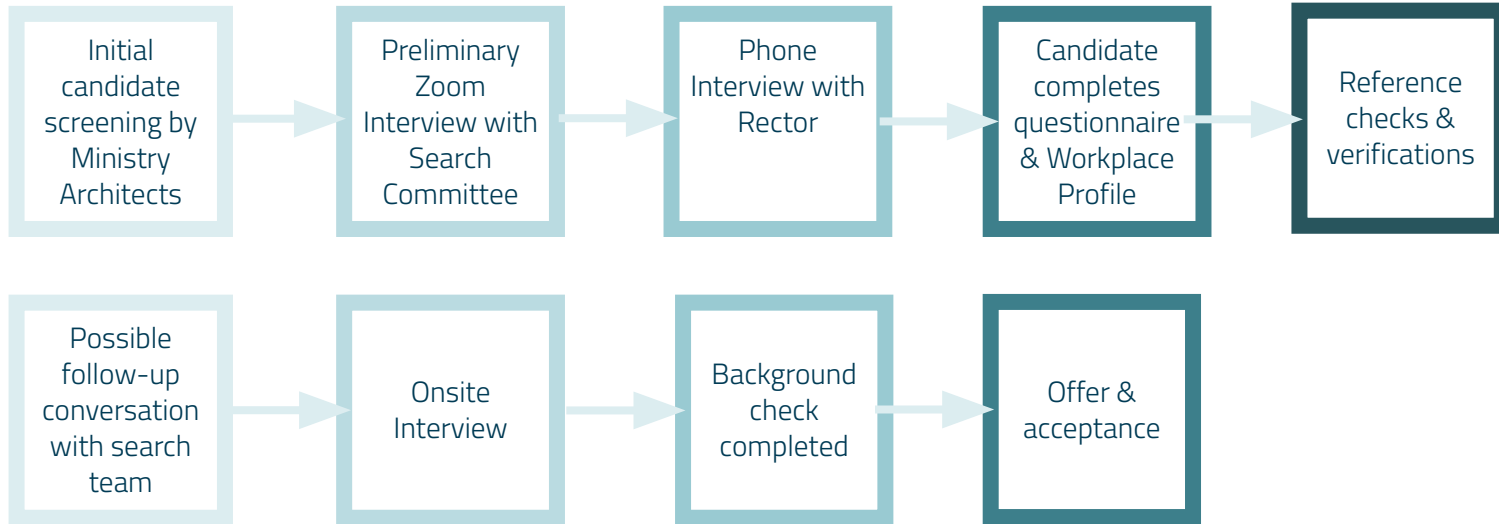 Initial
candidate
screening by
Ministry
Architects
Preliminary
Zoom
Interview with
Search
Committee
Phone
Interview with
Rector
Candidate
completes
questionnaire
& Workplace
Profile
Reference
checks &
verifications
Possible
follow-up
conversation
with search
team
Onsite
Interview
Background
check
completed
Offer &
acceptance